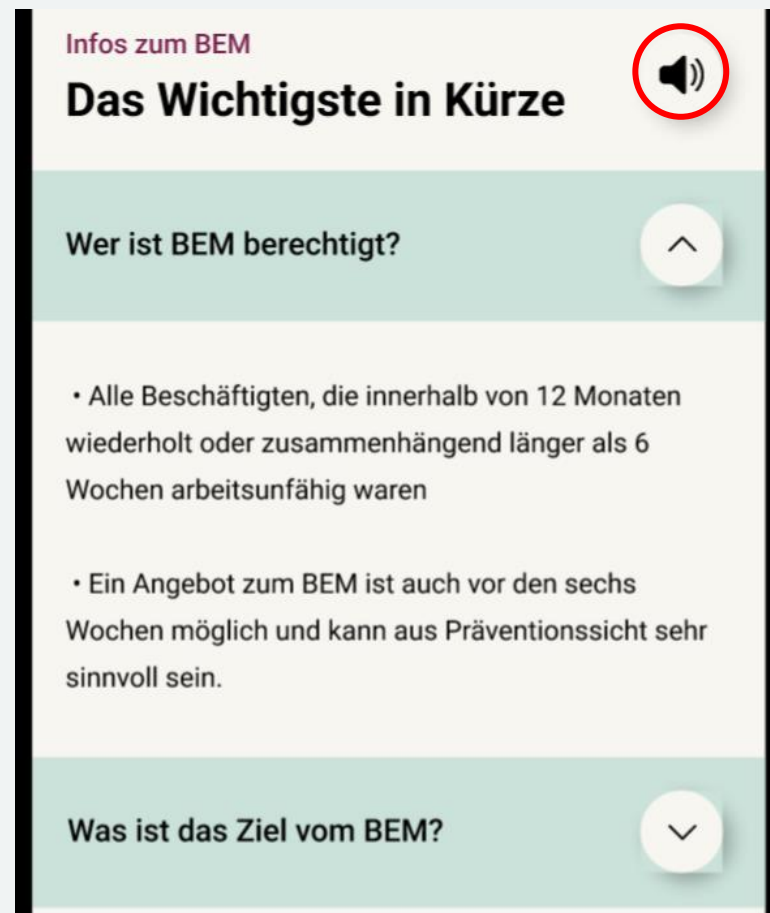 Infos zum BEM
Das Wichtigste in Kürze
Wer ist BEM berechtigt?
• Alle Beschäftigten, die innerhalb von 12 Monaten
wiederholt oder zusammenhängend länger als 6
Wochen arbeitsunfähig waren
• Ein Angebot zum BEM ist auch vor den sechs
Wochen möglich und kann aus Präventionssicht sehr
sinnvoll sein.
Was ist das Ziel vom BEM?